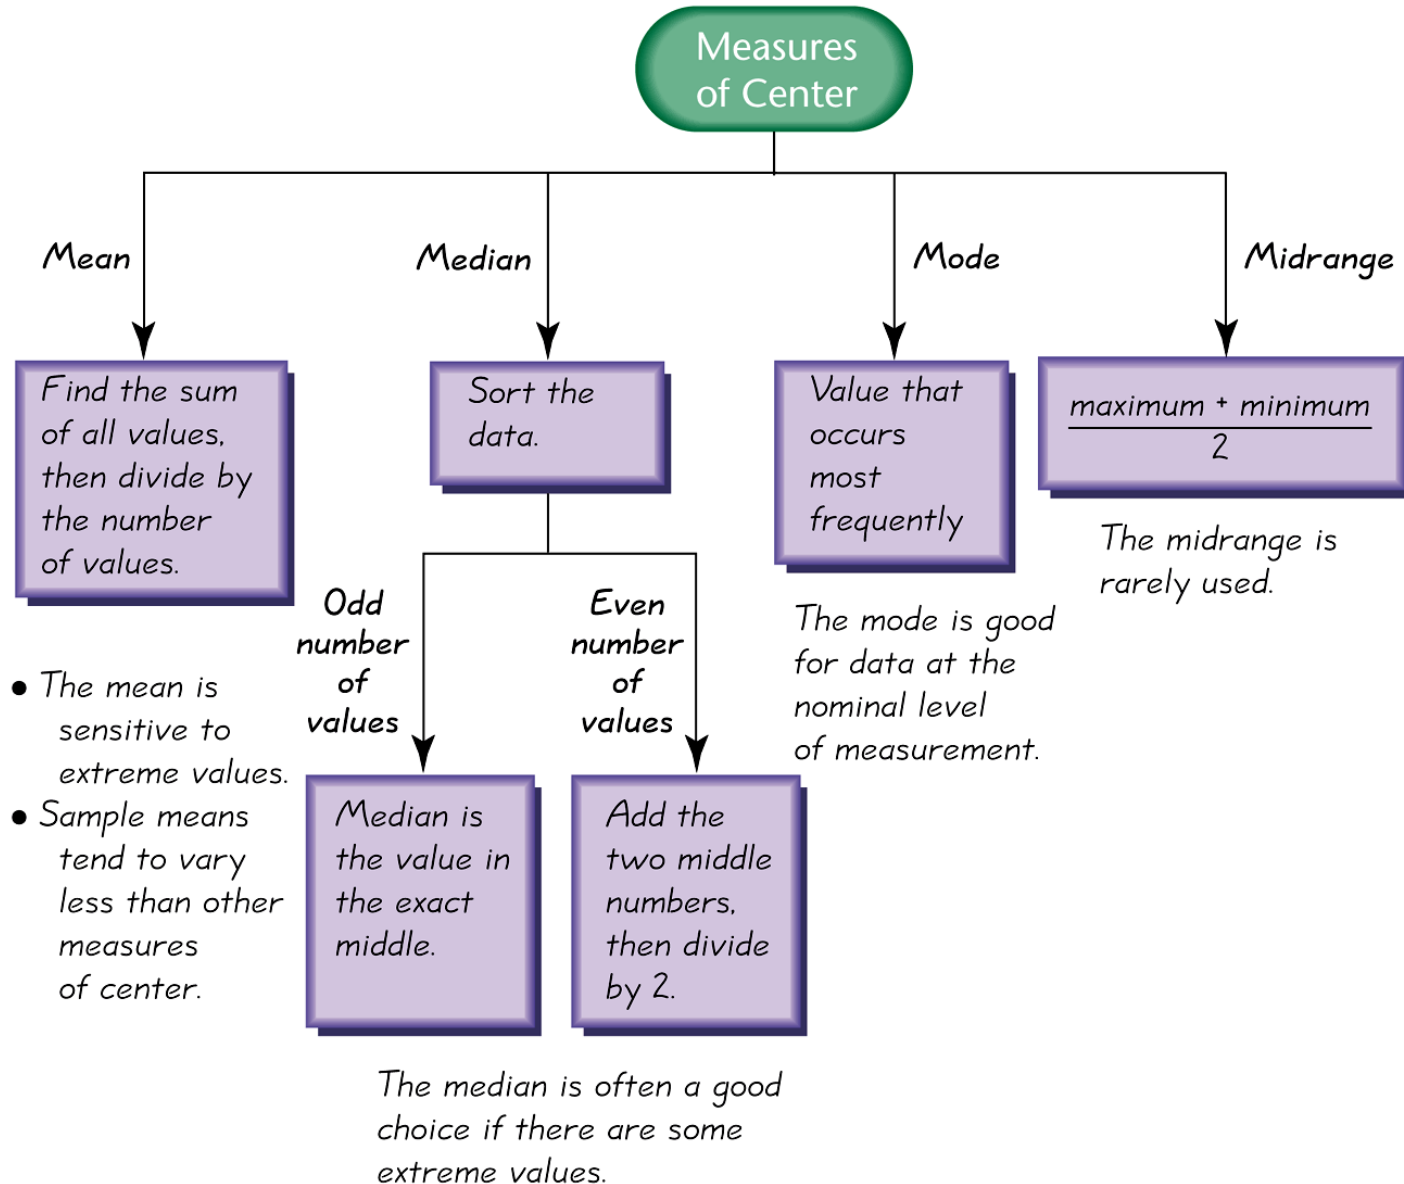 Measures
of Center
Mean
Find the sum
of all values,
then divide by
the number
of values.
● The mean is
sensitive to
extreme values.
● Sample means
tend to vary
less than other
measures
of center.
Median
Sort the
data.
Odd
number
of
values
Median is
the value in
the exact
middle.
Even
number
of
values
Add the
two middle
numbers,
then divide
by 2.
The median is often a good
choice if there are some
extreme values.
Mode
Value that
occurs
most
frequently
The mode is good
for data at the
nominal level
of measurement.
Midrange
maximum + minimum
2
The midrange is
rarely used.